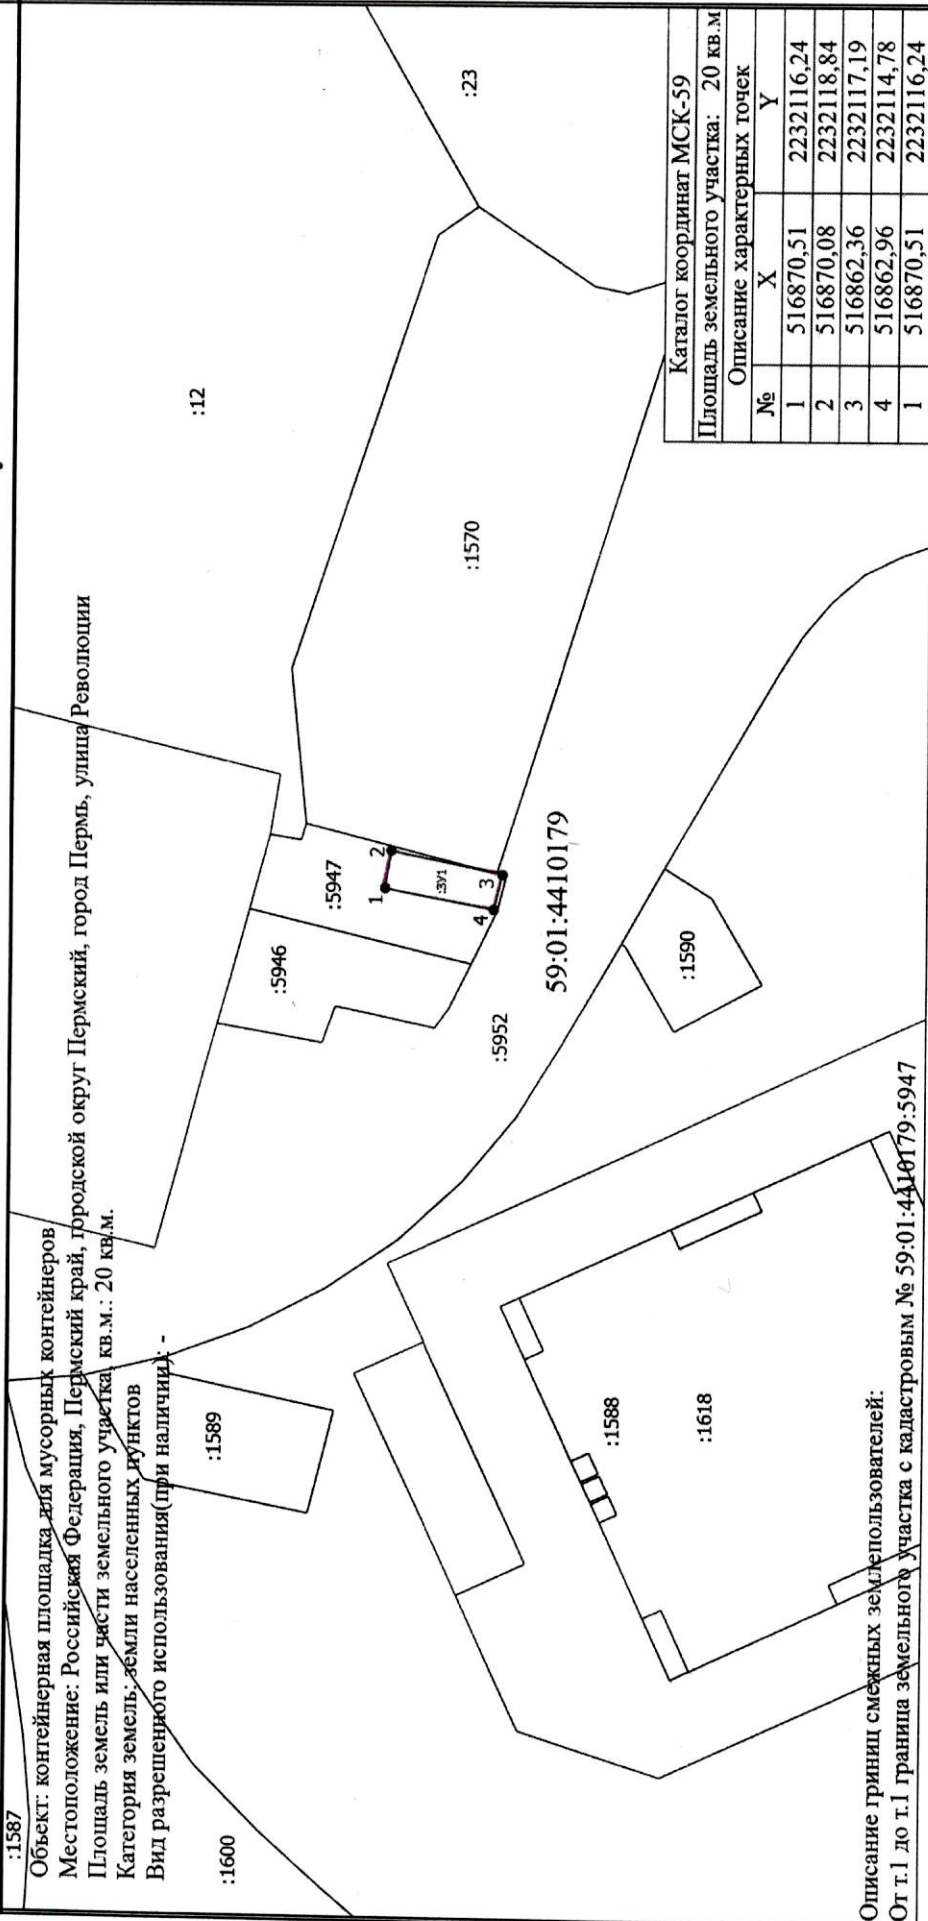 :1587
Объект: контейнерная площадка для мусорных контейнеров
Местоположение: Российская Федерация, Пермский край, городской округ Пермский, город Пермь, улица Революции
Площадь земель или части земельного участка, кв.м.: 20 кв.м.
Категория земель: земли населенных пунктов
Вид разрешенного использования(при наличии): -
:1600
:1589
:12
:23
:5946
:5947
1
2
:ЗУ1
4
3
:1570
:5952
59:01:4410179
:1590
:1588
:1618
Каталог координат МСК-59
Площадь земельного участка: 20 кв.м
Описание характерных точек
№ X Y
1 516870,51 2232116,24
2 516870,08 2232118,84
3 516862,36 2232117,19
4 516862,96 2232114,78
1 516870,51 2232116,24
Описание гриниц смежных землепользователей:
От т.1 до т.1 граница земельного участка с кадастровым № 59:01:4410179:5947